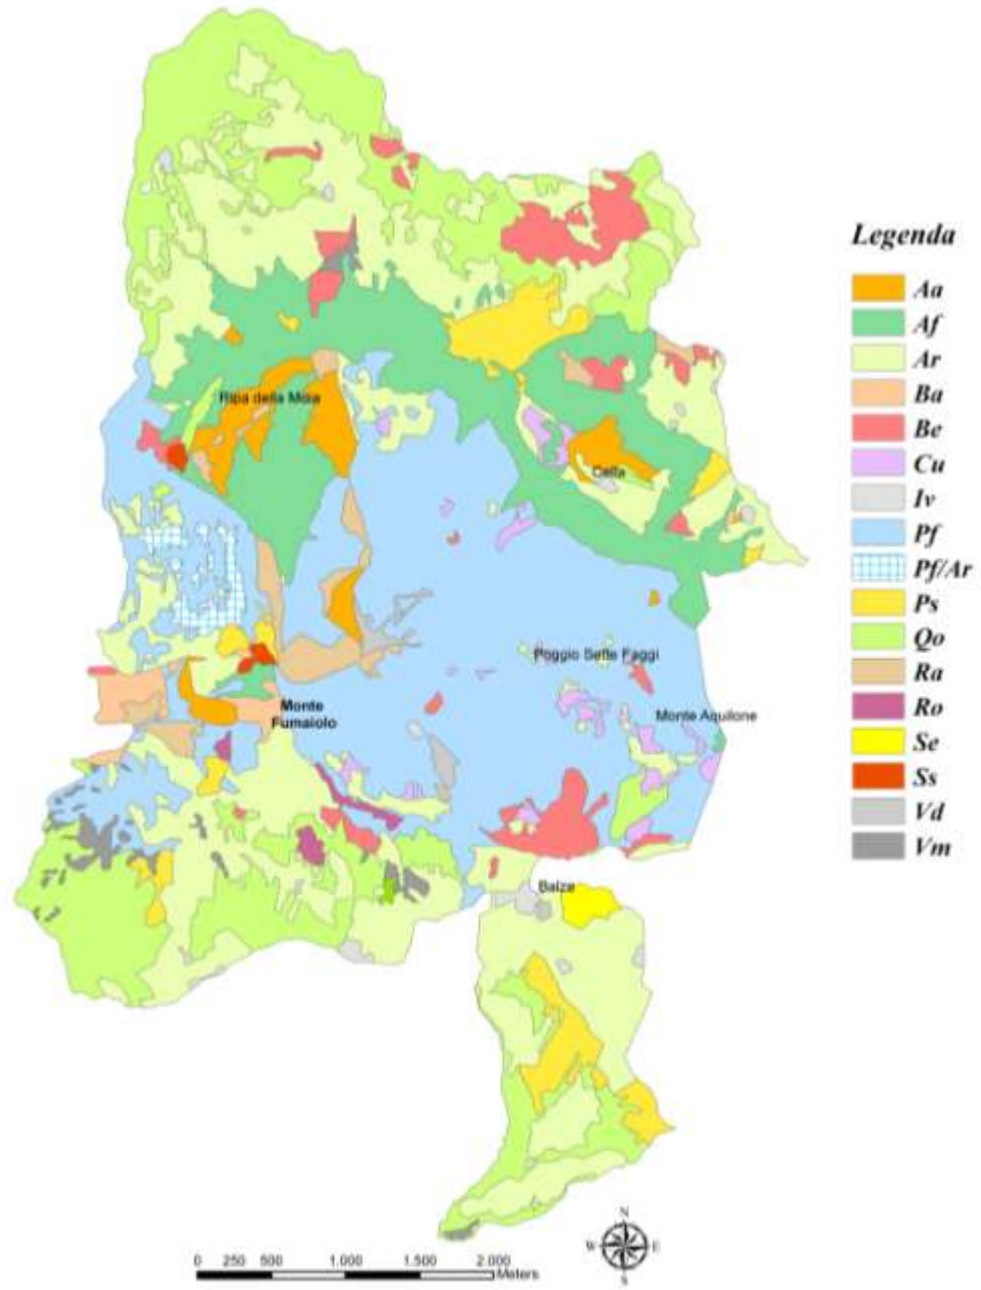 Legenda
Aa
Af
Ar
Ba
Be
Cu
Iv
Pf
Pf/Ar
Ps
Qo
Ra
Ro
Se
Ss
Vd
Vm
Ripa della Moia
Cella
Poggio Sette Faggi
Monte
Fumaiolo
Monte Aquilone
Balze
N
W E
S
0 250 500 1.000 1.500 2.000
Meters